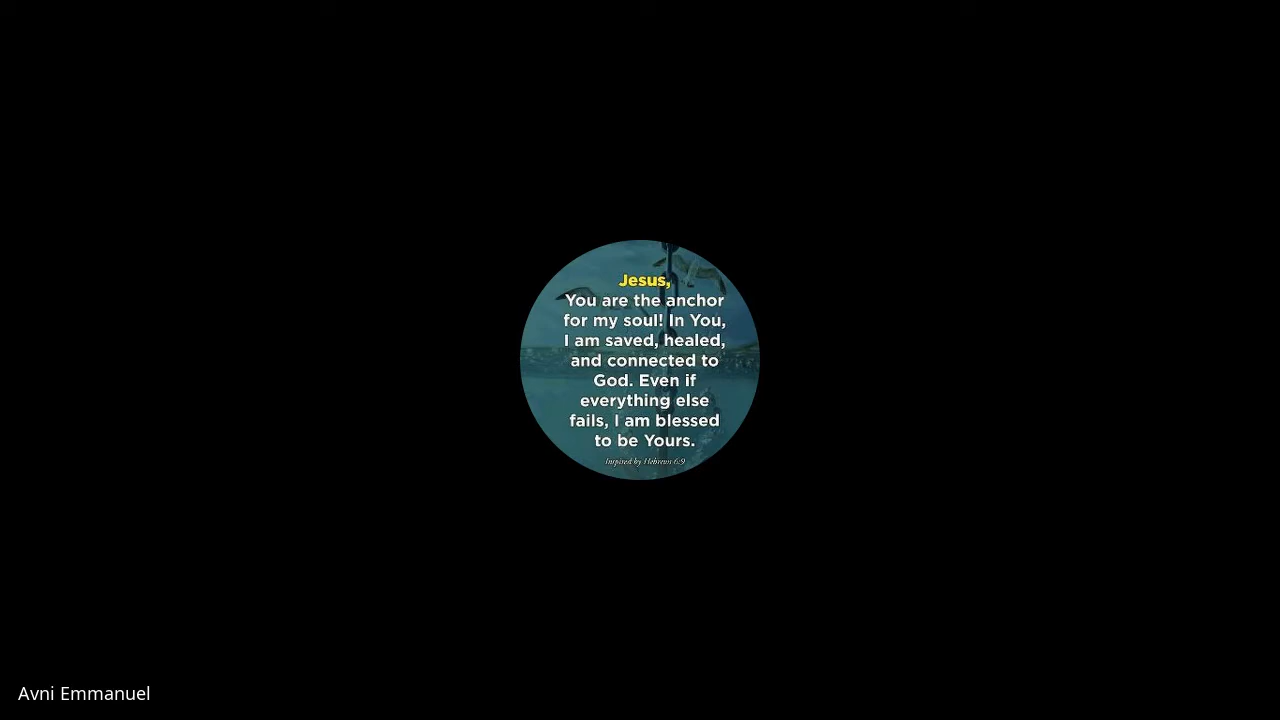 Jesus,
You are the anchor
for my soul! In You,
I am saved, healed,
and connected to
God. Even if
everything else
fails, I am blessed
to be Yours.
Inspired by Hebrews 6:9
Avni Emmanuel